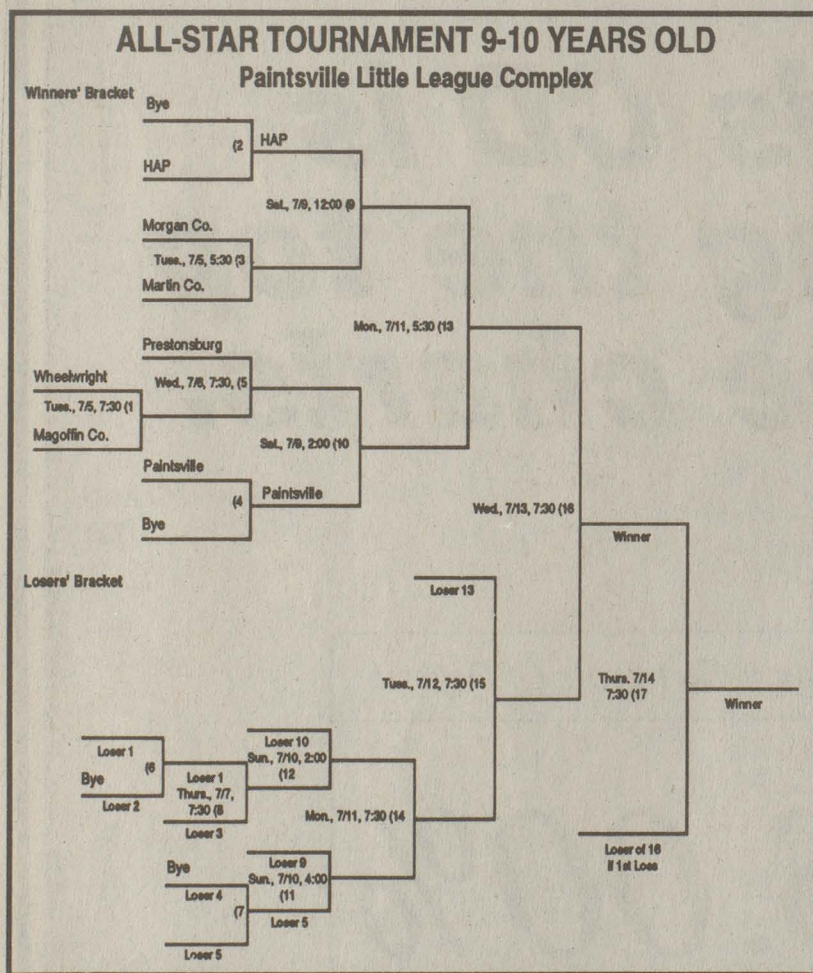 ALL-STAR TOURNAMENT 9-10 YEARS OLD
Paintsville Little League Complex
Winners' Bracket
Bye
(2
HAP
HAP
Sat., 7/9, 12:00 (9
Morgan Co.
Tues., 7/5, 5:30 (3
Martin Co.
Mon., 7/11, 5:30 (13
Prestonsburg
Wheelwright
Wed., 7/6, 7:30, (5
Tues., 7/5, 7:30 (1
Magoffin Co.
Sat., 7/9, 2:00 (10
Paintsville
(4
Paintsville
Bye
Wed., 7/13, 7:30 (16
Winner
Losers' Bracket
Loser 13
Tues., 7/12, 7:30 (15
Thurs. 7/14
7:30 (17
Winner
Loser 1
(6
Bye
Loser 2
Loser 10
Sun., 7/10, 2:00
(12
Loser 1
Thurs., 7/7,
7:30 (8
Loser 3
Mon., 7/11, 7:30 (14
Loser of 16
If 1st Loss
Bye
Loser 9
Sun., 7/10, 4:00
(11
Loser 4
(7
Loser 5
Loser 5